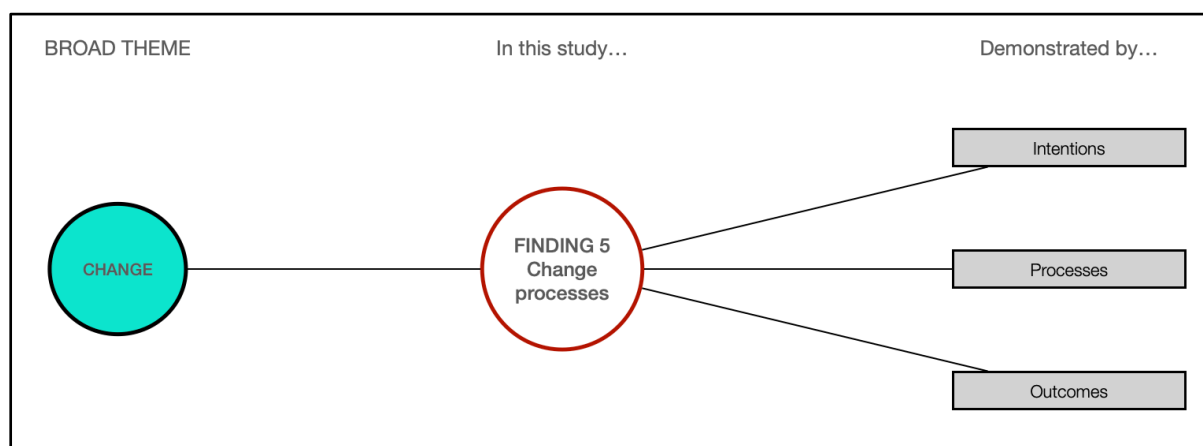 BROAD THEME
In this study…
Demonstrated by…
Intentions
CHANGE
FINDING 5
Change
processes
Processes
Outcomes